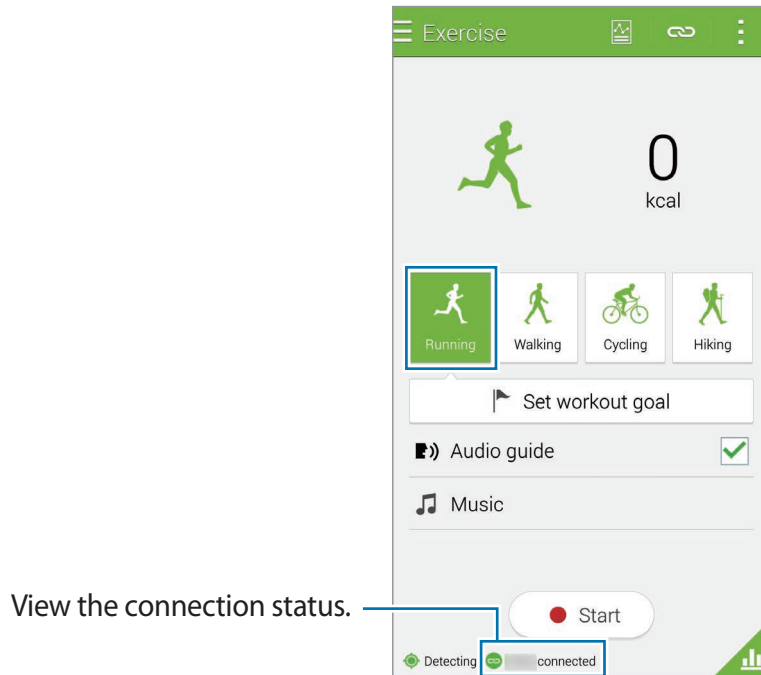 Exercise
0
kcal
Running
Walking
Cycling
Hiking
Set workout goal
Audio guide
Music
View the connection status.
Start
Detecting
connected